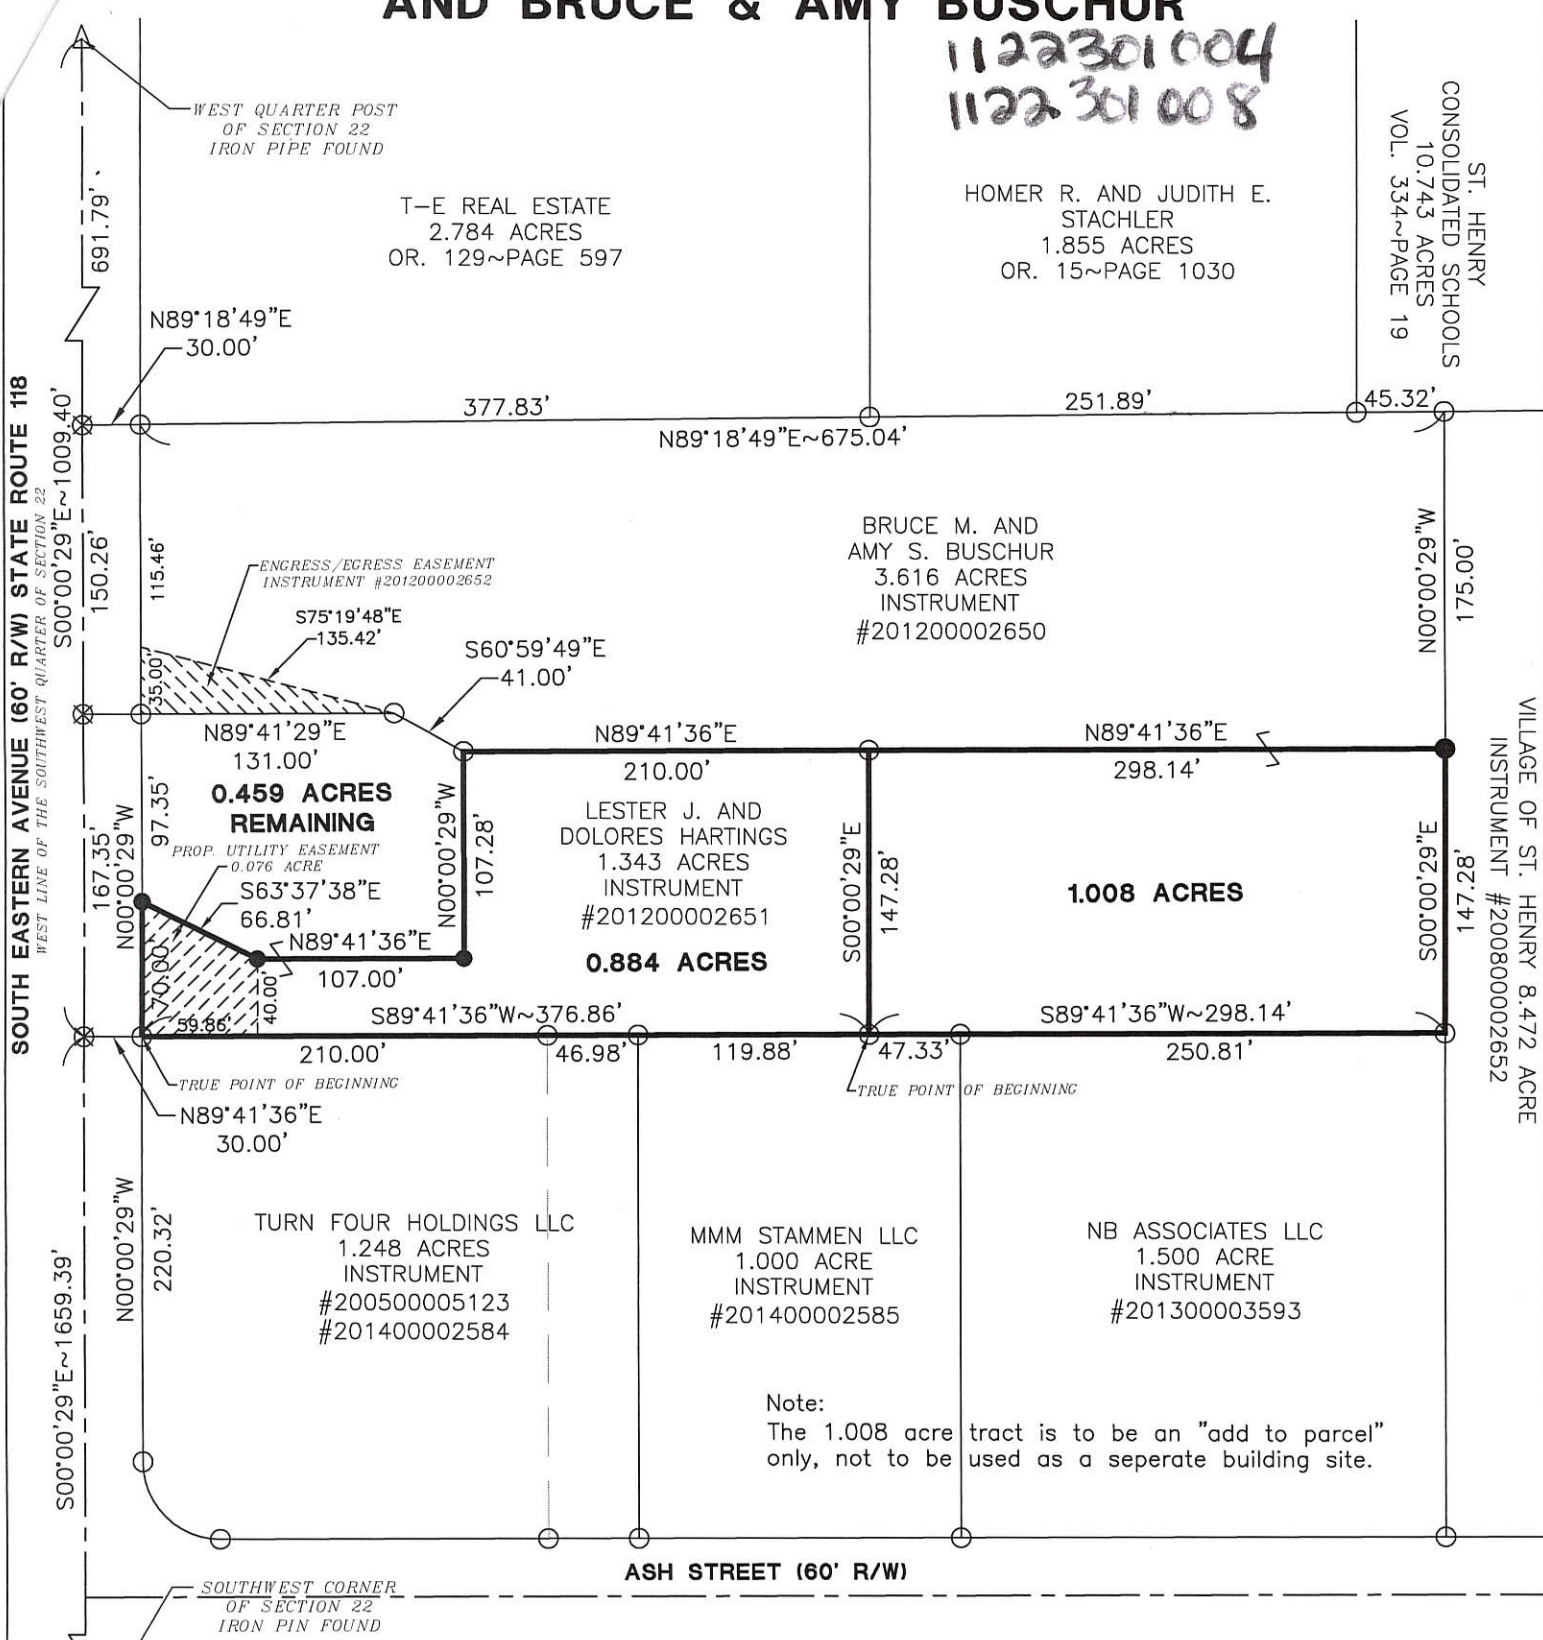 AND BRUCE & AMY BUSCHUR
1122301004
1122301008
WEST QUARTER POST
OF SECTION 22
IRON PIPE FOUND
691.79'
T-E REAL ESTATE
2.784 ACRES
OR. 129~PAGE 597
HOMER R. AND JUDITH E.
STACHLER
1.855 ACRES
OR. 15~PAGE 1030
ST. HENRY
CONSOLIDATED SCHOOLS
10.743 ACRES
VOL. 334~PAGE 19
N89°18'49"E
30.00'
377.83'
251.89'
45.32'
N89°18'49"E~675.04'
SOUTH EASTERN AVENUE (60' R/W) STATE ROUTE 118
WEST LINE OF THE SOUTHWEST QUARTER OF SECTION 22
S00°00'29"E~1009.40'
150.26'
115.46'
ENGRESS/EGRESS EASEMENT
INSTRUMENT #201200002652
S75°19'48"E
135.42'
35.00'
S60°59'49"E
41.00'
BRUCE M. AND
AMY S. BUSCHUR
3.616 ACRES
INSTRUMENT
#201200002650
N00°00'29"W
175.00'
N89°41'29"E
131.00'
0.459 ACRES
REMAINING
PROP. UTILITY EASEMENT
0.076 ACRE
S63°37'38"E
66.81'
N89°41'36"E
107.00'
167.35'
N00°00'29"W
97.35'
70.00'
59.86'
40.00'
N00°00'29"W
107.28'
N89°41'36"E
210.00'
LESTER J. AND
DOLORES HARTINGS
1.343 ACRES
INSTRUMENT
#201200002651
0.884 ACRES
S00°00'29"E
147.28'
N89°41'36"E
298.14'
1.008 ACRES
S00°00'29"E
147.28'
VILLAGE OF ST. HENRY 8.472 ACRE
INSTRUMENT #200800002652
S89°41'36"W~376.86'
S89°41'36"W~298.14'
210.00'
46.98'
119.88'
47.33'
250.81'
TRUE POINT OF BEGINNING
TRUE POINT OF BEGINNING
N89°41'36"E
30.00'
N00°00'29"W
220.32'
S00°00'29"E~1659.39'
TURN FOUR HOLDINGS LLC
1.248 ACRES
INSTRUMENT
#200500005123
#201400002584
MMM STAMMEN LLC
1.000 ACRE
INSTRUMENT
#201400002585
NB ASSOCIATES LLC
1.500 ACRE
INSTRUMENT
#201300003593
Note:
The 1.008 acre tract is to be an "add to parcel"
only, not to be used as a seperate building site.
ASH STREET (60' R/W)
SOUTHWEST CORNER
OF SECTION 22
IRON PIN FOUND